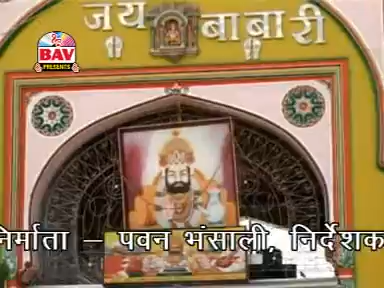 जय बाबा री
BAV
PRESENTS
निर्माता – पवन भंसाली, निर्देशक